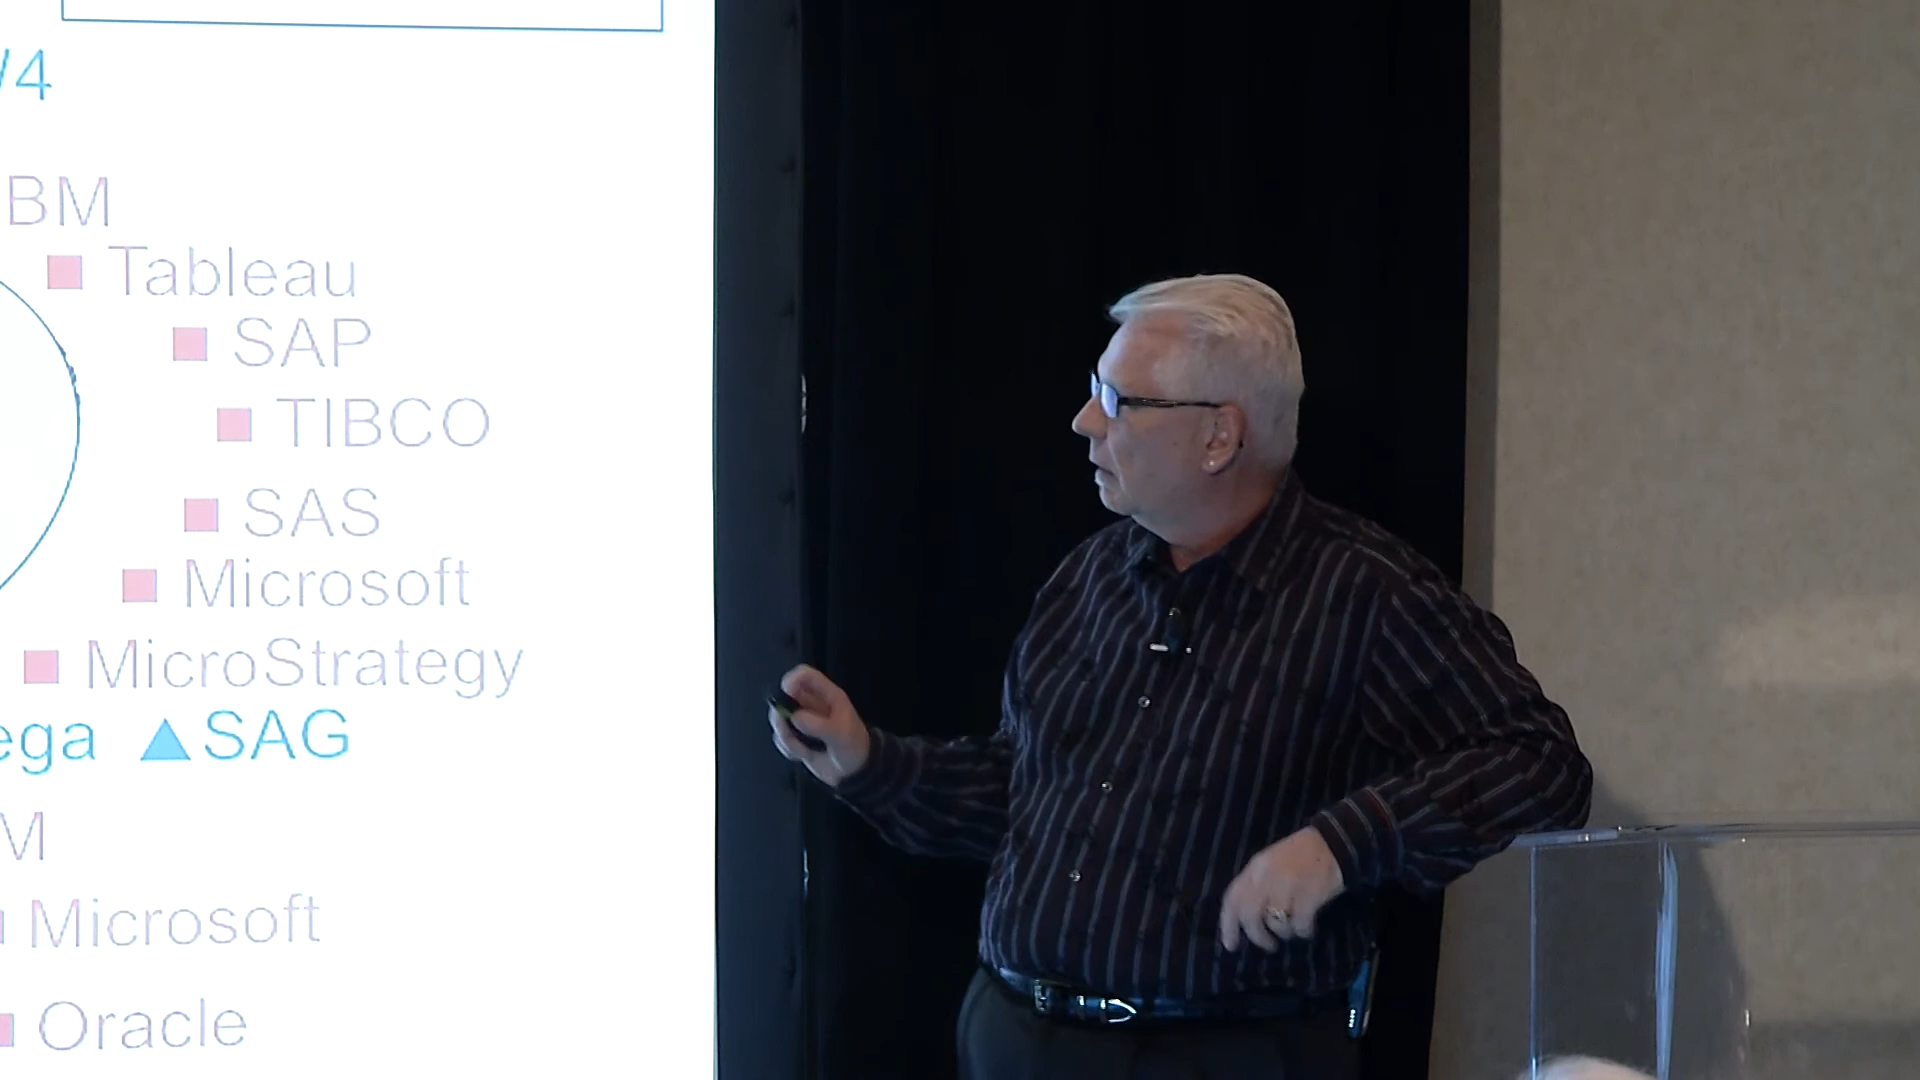 /4
BM
Tableau
SAP
TIBCO
SAS
Microsoft
MicroStrategy
ega SAG
M
Microsoft
Oracle